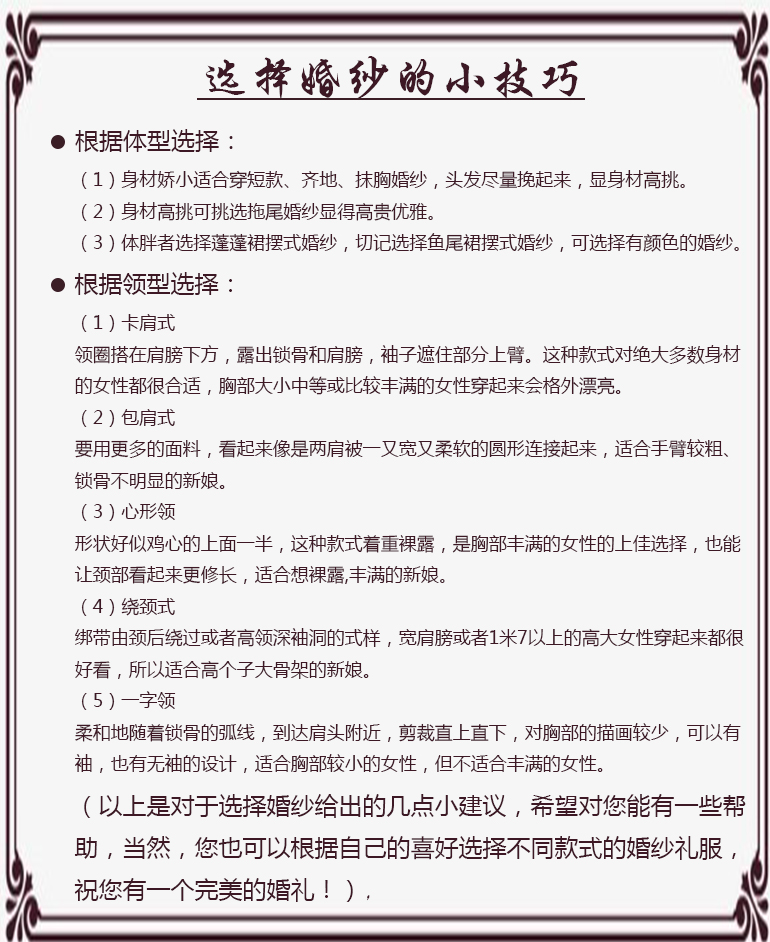 选择婚纱的小技巧
● 根据体型选择：
（1）身材娇小适合穿短款、齐地、抹胸婚纱，头发尽量挽起来，显身材高挑。
（2）身材高挑可挑选拖尾婚纱显得高贵优雅。
（3）体胖者选择蓬蓬裙摆式婚纱，切记选择鱼尾裙摆式婚纱，可选择有颜色的婚纱。
● 根据领型选择：
（1）卡肩式
领圈搭在肩膀下方，露出锁骨和肩膀，袖子遮住部分上臂。这种款式对绝大多数身材
的女性都很合适，胸部大小中等或比较丰满的女性穿起来会格外漂亮。
（2）包肩式
要用更多的面料，看起来像是两肩被一又宽又柔软的圆形连接起来，适合手臂较粗、
锁骨不明显的新娘。
（3）心形领
形状好似鸡心的上面一半，这种款式着重裸露，是胸部丰满的女性的上佳选择，也能
让颈部看起来更修长，适合想裸露,丰满的新娘。
（4）绕颈式
绑带由颈后绕过或者高领深袖洞的式样，宽肩膀或者1米7以上的高大女性穿起来都很
好看，所以适合高个子大骨架的新娘。
（5）一字领
柔和地随着锁骨的弧线，到达肩头附近，剪裁直上直下，对胸部的描画较少，可以有
袖，也有无袖的设计，适合胸部较小的女性，但不适合丰满的女性。
（以上是对于选择婚纱给出的几点小建议，希望对您能有一些帮
助，当然，您也可以根据自己的喜好选择不同款式的婚纱礼服，
祝您有一个完美的婚礼！），